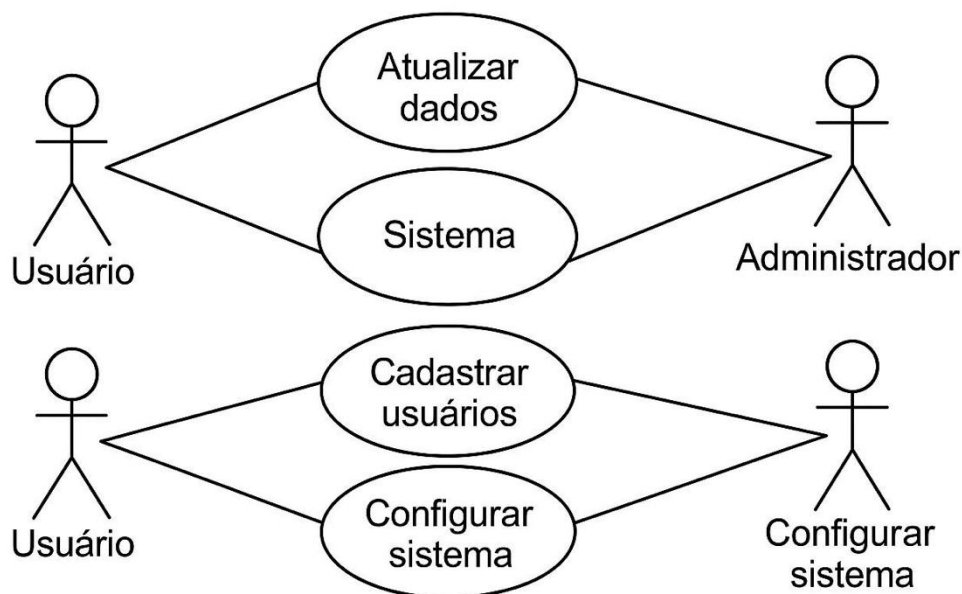 Atualizar
dados
Sistema
Usuário
Administrador
Cadastrar
usuários
Configurar
sistema
Usuário
Configurar
sistema